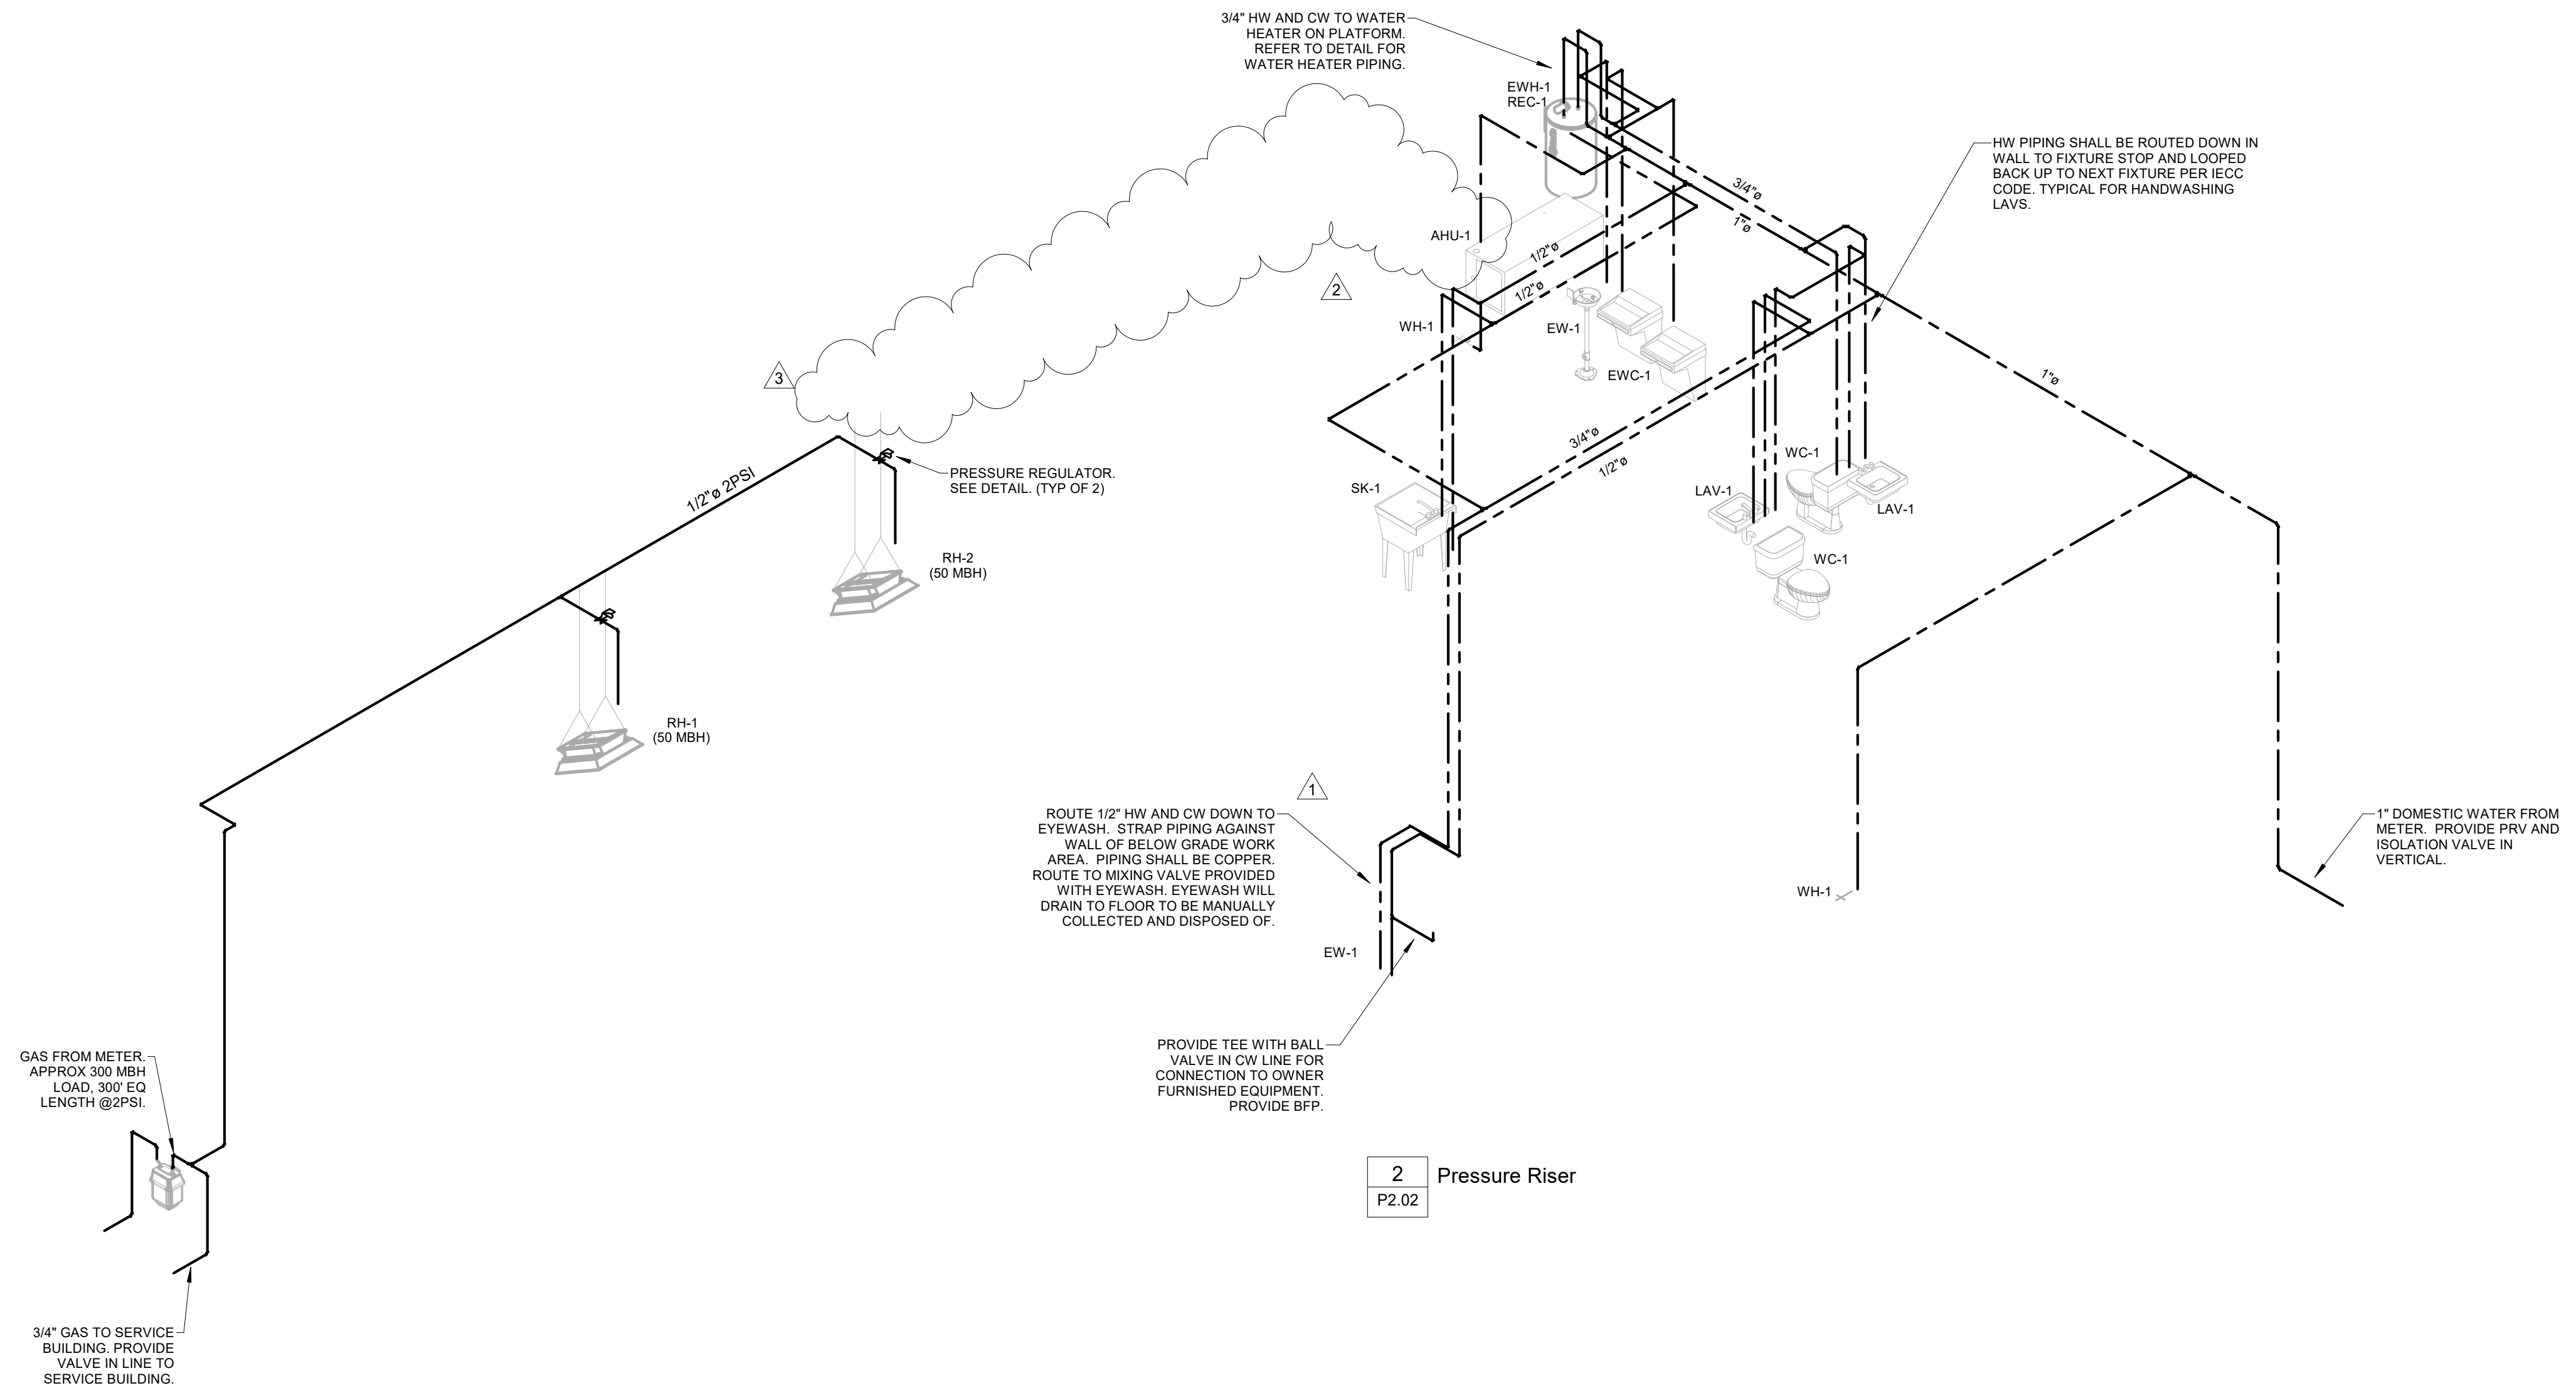 3/4" HW AND CW TO WATER
HEATER ON PLATFORM.
REFER TO DETAIL FOR
WATER HEATER PIPING.
EWH-1
REC-1
HW PIPING SHALL BE ROUTED DOWN IN
WALL TO FIXTURE STOP AND LOOPED
BACK UP TO NEXT FIXTURE PER IECC
CODE. TYPICAL FOR HANDWASHING
LAVS.
3/4"ø
1"ø
AHU-1
1/2"ø
1/2"ø
2
WH-1
EW-1
EWC-1
3
1"ø
3/4"ø
1/2"ø
WC-1
PRESSURE REGULATOR.
SEE DETAIL. (TYP OF 2)
1/2"ø 2PSI
SK-1
LAV-1
LAV-1
RH-2
(50 MBH)
WC-1
RH-1
(50 MBH)
1
ROUTE 1/2" HW AND CW DOWN TO
EYEWASH. STRAP PIPING AGAINST
WALL OF BELOW GRADE WORK
AREA. PIPING SHALL BE COPPER.
ROUTE TO MIXING VALVE PROVIDED
WITH EYEWASH. EYEWASH WILL
DRAIN TO FLOOR TO BE MANUALLY
COLLECTED AND DISPOSED OF.
1" DOMESTIC WATER FROM
METER. PROVIDE PRV AND
ISOLATION VALVE IN
VERTICAL.
WH-1
EW-1
PROVIDE TEE WITH BALL
VALVE IN CW LINE FOR
CONNECTION TO OWNER
FURNISHED EQUIPMENT.
PROVIDE BFP.
GAS FROM METER.
APPROX 300 MBH
LOAD, 300' EQ
LENGTH @2PSI.
2
P2.02
Pressure Riser
3/4" GAS TO SERVICE
BUILDING. PROVIDE
VALVE IN LINE TO
SERVICE BUILDING.